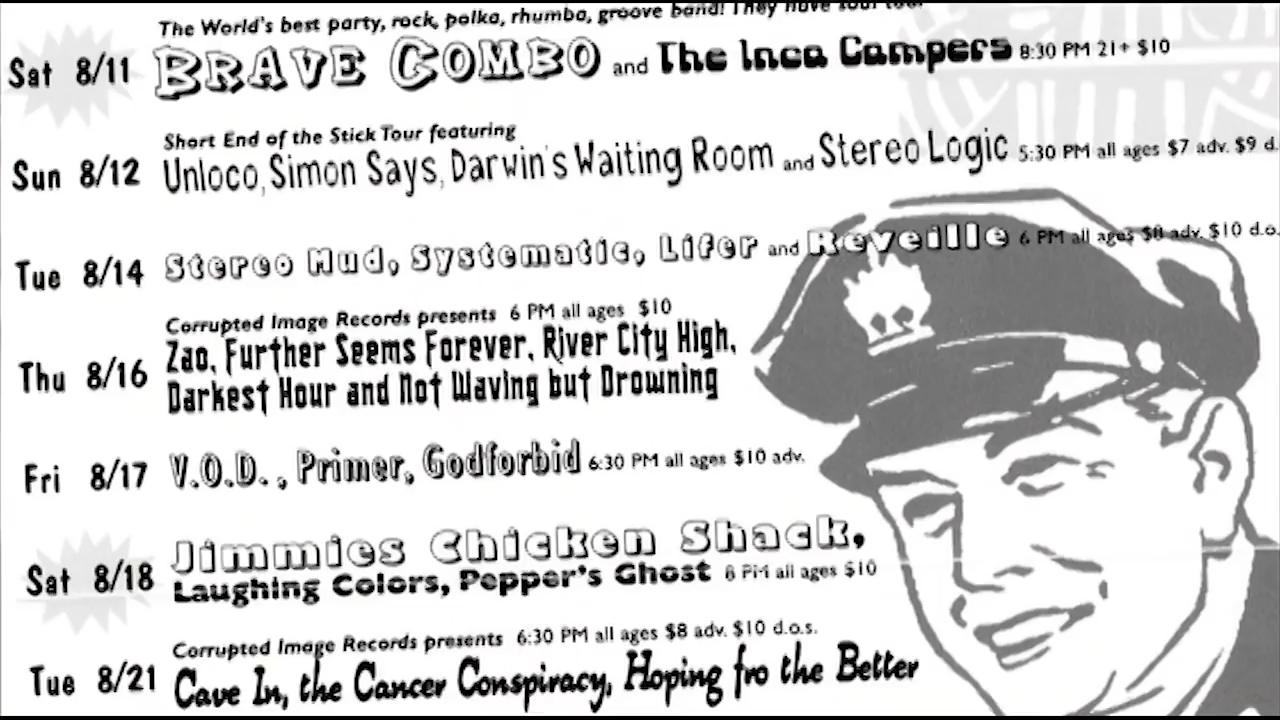 The World's best party, rock, polka, rhumba, groove band! They have
Sat 8/11 BRAVE COMBO and The Inca Campers 8:30 PM 21+ $10
Short End of the Stick Tour featuring
Sun 8/12 Unloco, Simon Says, Darwin's Waiting Room and Stereo Logic 5:30 PM all ages $7 adv. $9 d.
Tue 8/14 Stereo Mud, Systematic, Lifer and Reveille 6 PM all ages $8 adv. $10 d.o.
Corrupted Image Records presents 6 PM all ages $10
Thu 8/16 Zao, Further Seems Forever, River City High,
Darkest Hour and Not Waving but Drowning
Fri 8/17 V.O.D., Primer, Godforbid 6:30 PM all ages $10 adv.
Jimmies Chicken Shack,
Sat 8/18 Laughing Colors, Pepper's Ghost 8 PM all ages $10
Corrupted Image Records presents 6:30 PM all ages $8 adv. $10 d.o.s.
Tue 8/21 Cave In, the Cancer Conspiracy, Hoping fro the Better